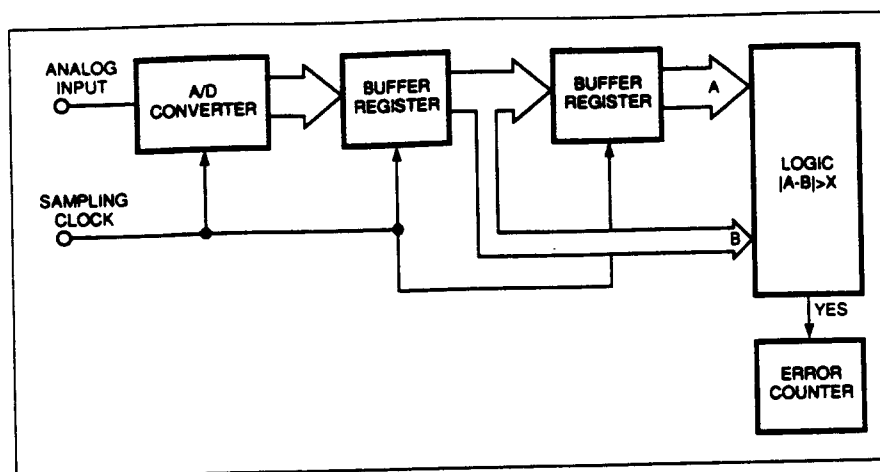 ANALOG
INPUT
A/D
CONVERTER
BUFFER
REGISTER
BUFFER
REGISTER
A
LOGIC
|A-B|>X
SAMPLING
CLOCK
B
YES
ERROR
COUNTER